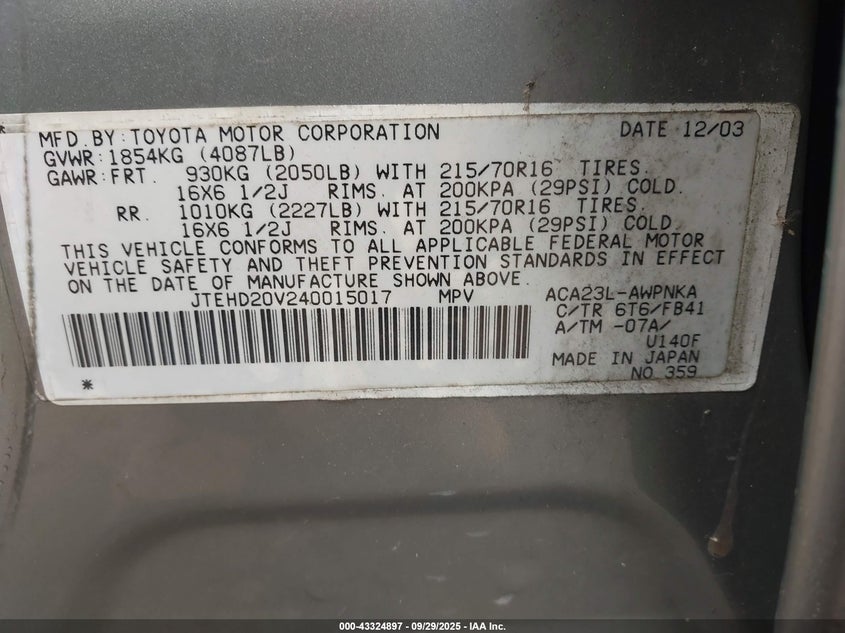 MFD.BY:TOYOTA MOTOR CORPORATION DATE 12/03
GVWR:1854KG (4087LB)
GAWR:FRT. 930KG (2050LB) WITH 215/70R16 TIRES.
16X6 1/2J RIMS. AT 200KPA (29PSI) COLD.
RR. 1010KG (2227LB) WITH 215/70R16 TIRES.
16X6 1/2J RIMS. AT 200KPA (29PSI) COLD.
THIS VEHICLE CONFORMS TO ALL APPLICABLE FEDERAL MOTOR
VEHICLE SAFETY AND THEFT PREVENTION STANDARDS IN EFFECT
ON THE DATE OF MANUFACTURE SHOWN ABOVE.
JTEHD20V240015017 MPV ACA23L-AWPNKA
C/TR 6T6/FB41
A/TM -07A/
U140F
MADE IN JAPAN
* NO.359
000-43324897 - 09/29/2025 - IAA Inc.